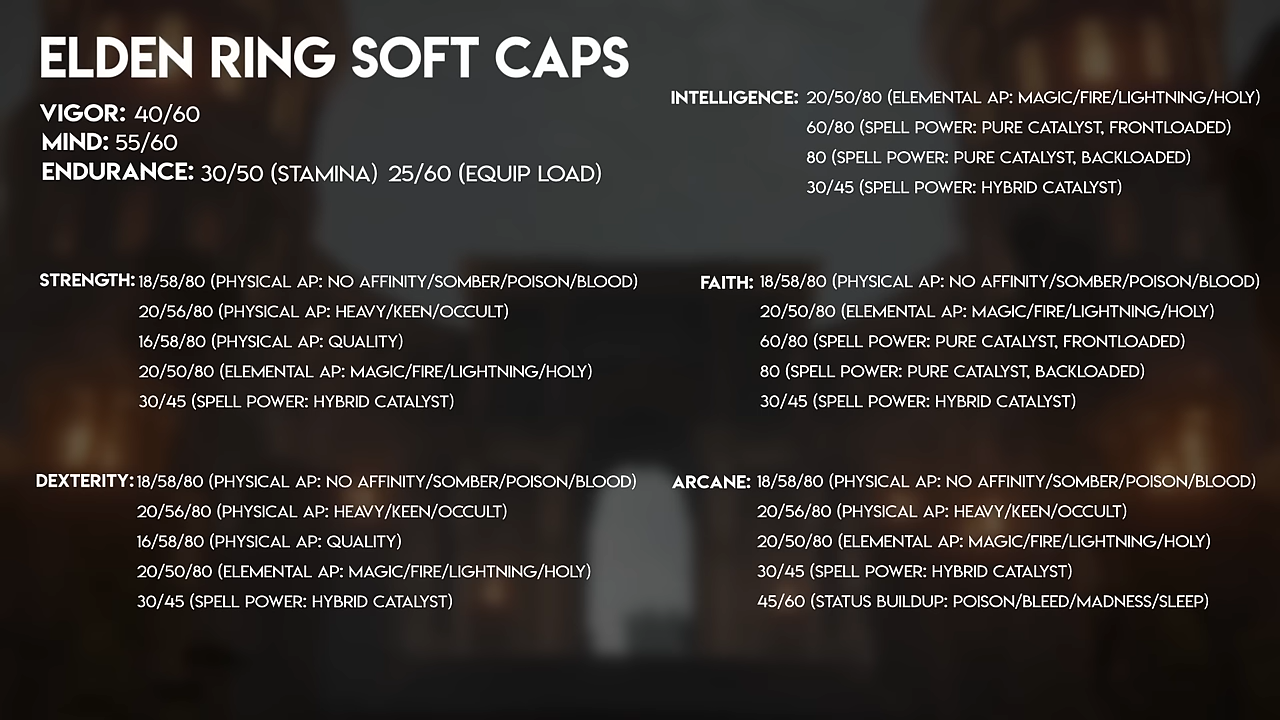 ELDEN RING SOFT CAPS
VIGOR: 40/60
MIND: 55/60
ENDURANCE: 30/50 (STAMINA) 25/60 (EQUIP LOAD)
INTELLIGENCE: 20/50/80 (ELEMENTAL AP: MAGIC/FIRE/LIGHTNING/HOLY)
60/80 (SPELL POWER: PURE CATALYST, FRONTLOADED)
80 (SPELL POWER: PURE CATALYST, BACKLOADED)
30/45 (SPELL POWER: HYBRID CATALYST)
STRENGTH: 18/58/80 (PHYSICAL AP: NO AFFINITY/SOMBER/POISON/BLOOD)
20/56/80 (PHYSICAL AP: HEAVY/KEEN/OCCULT)
16/58/80 (PHYSICAL AP: QUALITY)
20/50/80 (ELEMENTAL AP: MAGIC/FIRE/LIGHTNING/HOLY)
30/45 (SPELL POWER: HYBRID CATALYST)
FAITH: 18/58/80 (PHYSICAL AP: NO AFFINITY/SOMBER/POISON/BLOOD)
20/50/80 (ELEMENTAL AP: MAGIC/FIRE/LIGHTNING/HOLY)
60/80 (SPELL POWER: PURE CATALYST, FRONTLOADED)
80 (SPELL POWER: PURE CATALYST, BACKLOADED)
30/45 (SPELL POWER: HYBRID CATALYST)
DEXTERITY: 18/58/80 (PHYSICAL AP: NO AFFINITY/SOMBER/POISON/BLOOD)
20/56/80 (PHYSICAL AP: HEAVY/KEEN/OCCULT)
16/58/80 (PHYSICAL AP: QUALITY)
20/50/80 (ELEMENTAL AP: MAGIC/FIRE/LIGHTNING/HOLY)
30/45 (SPELL POWER: HYBRID CATALYST)
ARCANE: 18/58/80 (PHYSICAL AP: NO AFFINITY/SOMBER/POISON/BLOOD)
20/56/80 (PHYSICAL AP: HEAVY/KEEN/OCCULT)
20/50/80 (ELEMENTAL AP: MAGIC/FIRE/LIGHTNING/HOLY)
30/45 (SPELL POWER: HYBRID CATALYST)
45/60 (STATUS BUILDUP: POISON/BLEED/MADNESS/SLEEP)